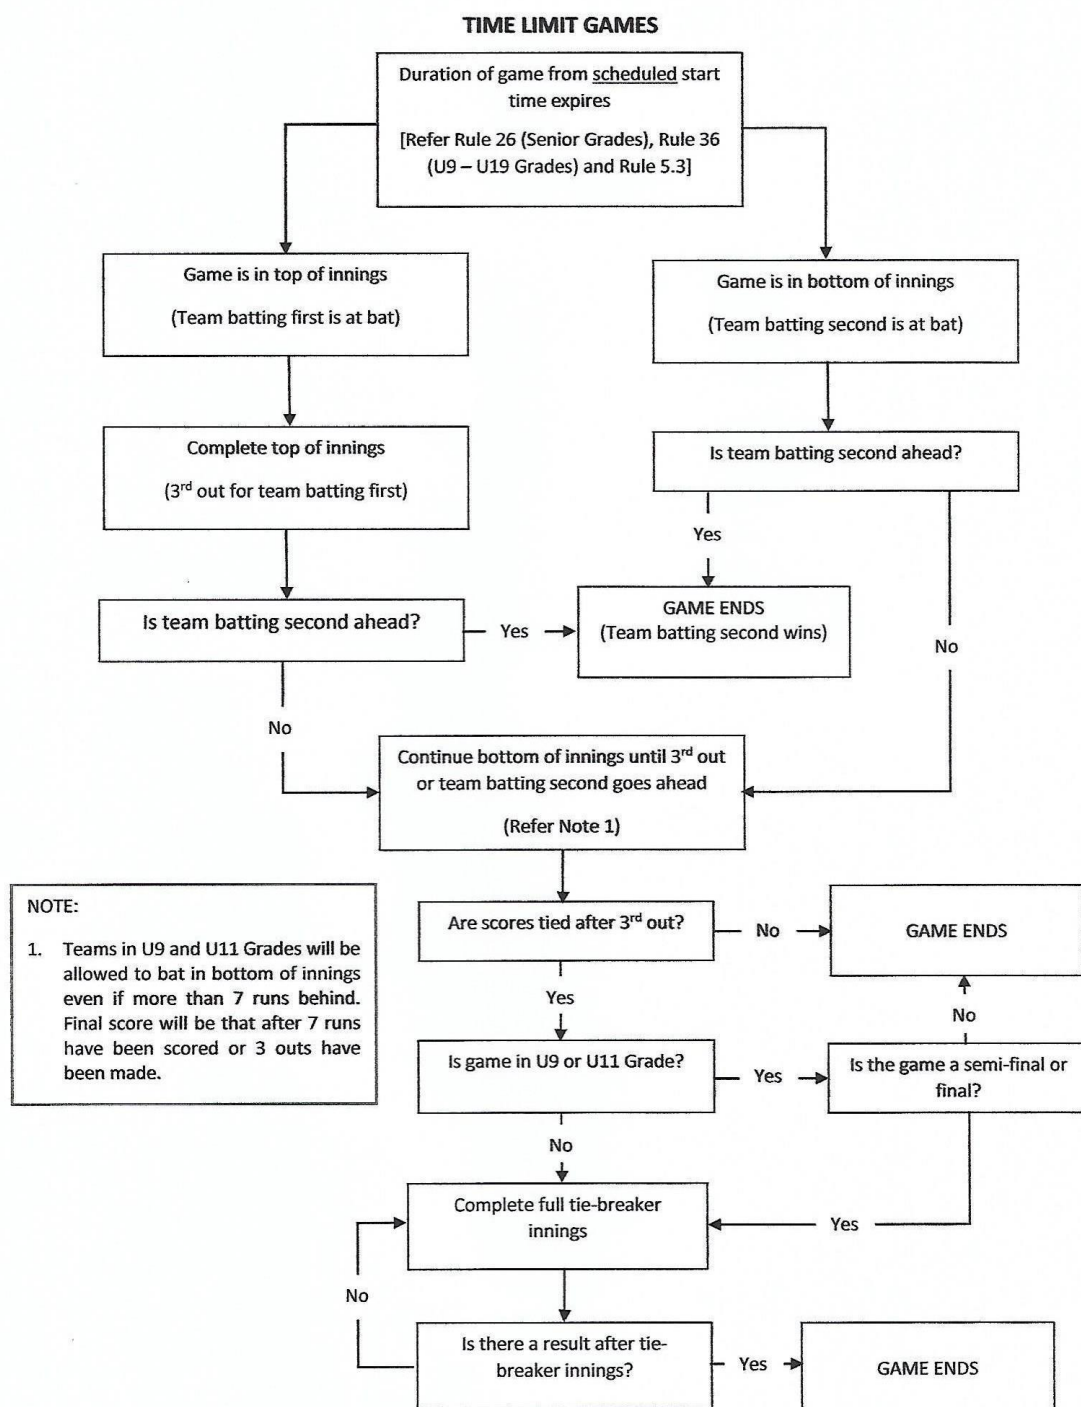 TIME LIMIT GAMES
Duration of game from scheduled start
time expires
[Refer Rule 26 (Senior Grades), Rule 36
(U9 – U19 Grades) and Rule 5.3]
Game is in top of innings
(Team batting first is at bat)
Game is in bottom of innings
(Team batting second is at bat)
Complete top of innings
(3rd out for team batting first)
Is team batting second ahead?
Yes
Is team batting second ahead?
Yes
GAME ENDS
(Team batting second wins)
No
No
Continue bottom of innings until 3rd out
or team batting second goes ahead
(Refer Note 1)
NOTE:
1. Teams in U9 and U11 Grades will be
allowed to bat in bottom of innings
even if more than 7 runs behind.
Final score will be that after 7 runs
have been scored or 3 outs have
been made.
Are scores tied after 3rd out?
No
GAME ENDS
Yes
No
Is game in U9 or U11 Grade?
Yes
Is the game a semi-final or
final?
No
Complete full tie-breaker
innings
Yes
No
Is there a result after tie-
breaker innings?
Yes
GAME ENDS